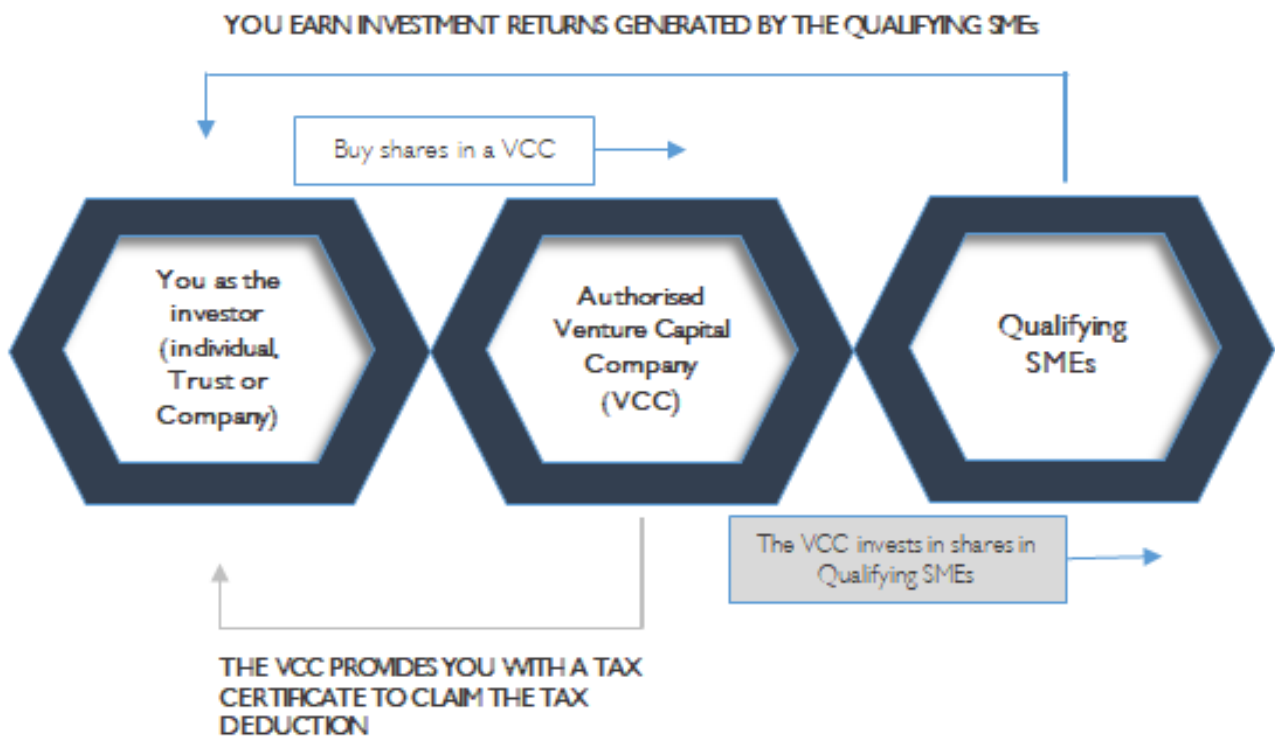 YOU EARN INVESTMENT RETURNS GENERATED BY THE QUALIFYING SMEs
Buy shares in a VCC
You as the
investor
(individual,
Trust or
Company)
Authorised
Venture Capital
Company
(VCC)
Qualifying
SMEs
The VCC invests in shares in
Qualifying SMEs
THE VCC PROVIDES YOU WITH A TAX
CERTIFICATE TO CLAIM THE TAX
DEDUCTION